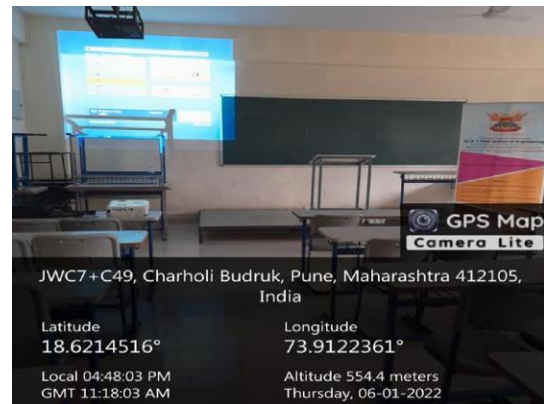 GPS Map
Camera Lite
JWC7+C49, Charholi Budruk, Pune, Maharashtra 412105,
India
Latitude
18.6214516°
Longitude
73.9122361°
Local 04:48:03 PM
GMT 11:18:03 AM
Altitude 554.4 meters
Thursday, 06-01-2022